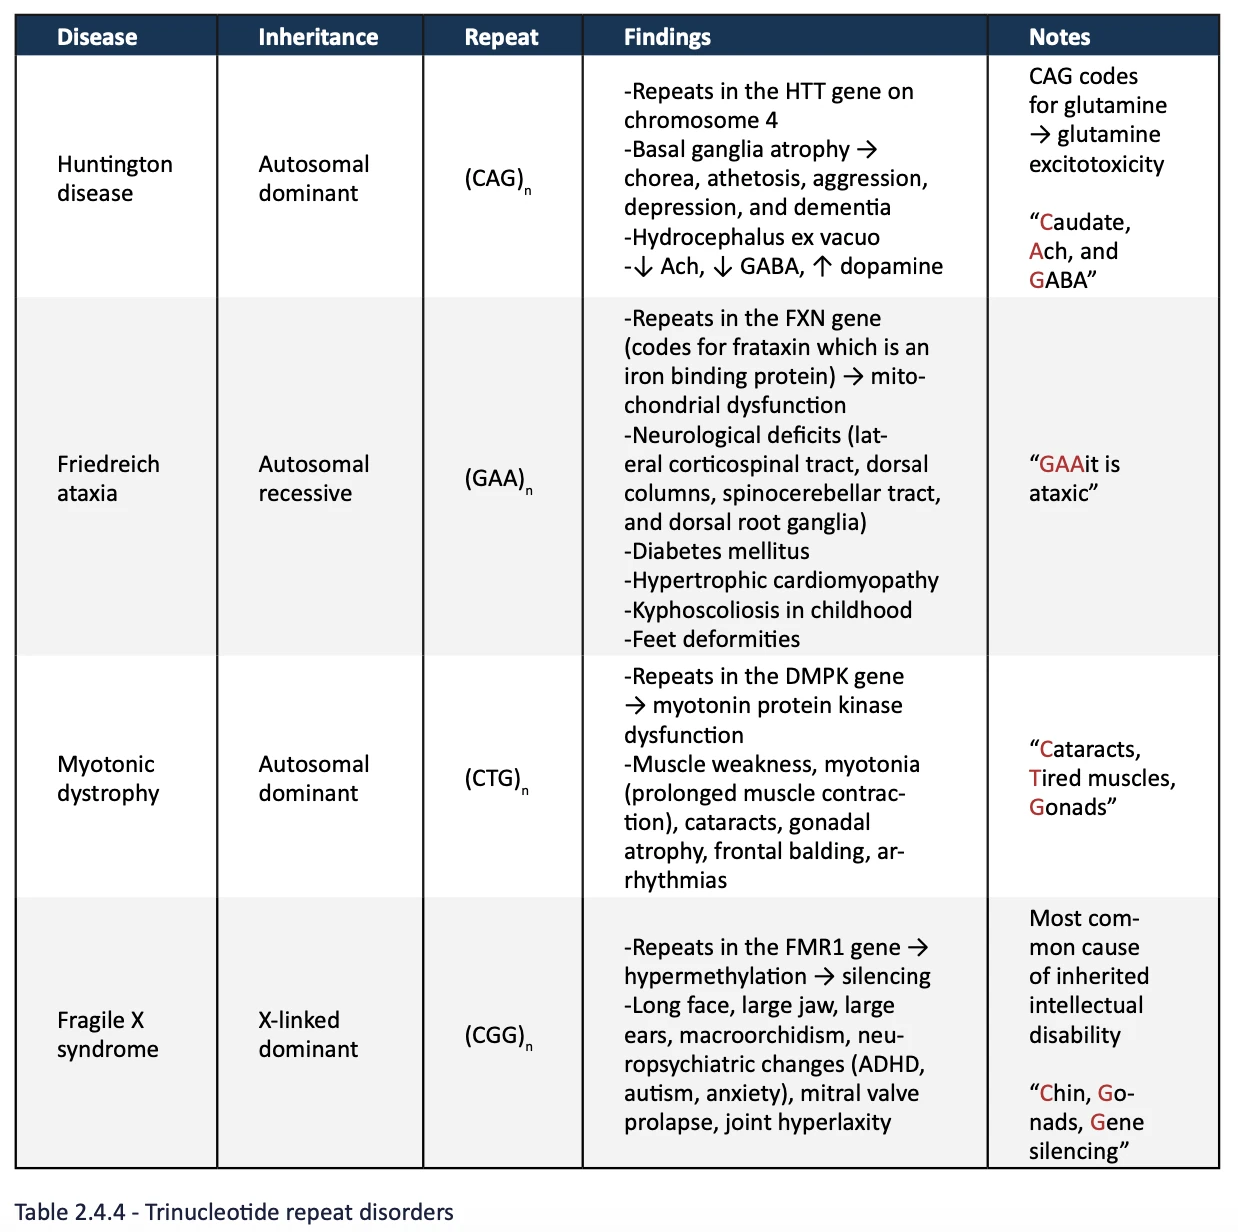 Disease Inheritance Repeat Findings Notes
Huntington
disease
Autosomal
dominant
(CAG)n
-Repeats in the HTT gene on
chromosome 4
-Basal ganglia atrophy →
chorea, athetosis, aggression,
depression, and dementia
-Hydrocephalus ex vacuo
-↓ Ach, ↓ GABA, ↑ dopamine
CAG codes
for glutamine
→ glutamine
excitotoxicity
“Caudate,
Ach, and
GABA”
Friedreich
ataxia
Autosomal
recessive
(GAA)n
-Repeats in the FXN gene
(codes for frataxin which is an
iron binding protein) → mito-
chondrial dysfunction
-Neurological deficits (lat-
eral corticospinal tract, dorsal
columns, spinocerebellar tract,
and dorsal root ganglia)
-Diabetes mellitus
-Hypertrophic cardiomyopathy
-Kyphoscoliosis in childhood
-Feet deformities
“GAAit is
ataxic”
Myotonic
dystrophy
Autosomal
dominant
(CTG)n
-Repeats in the DMPK gene
→ myotonin protein kinase
dysfunction
-Muscle weakness, myotonia
(prolonged muscle contrac-
tion), cataracts, gonadal
atrophy, frontal balding, ar-
rhythmias
“Cataracts,
Tired muscles,
Gonads”
Fragile X
syndrome
X-linked
dominant
(CGG)n
-Repeats in the FMR1 gene →
hypermethylation → silencing
-Long face, large jaw, large
ears, macroorchidism, neu-
ropsychiatric changes (ADHD,
autism, anxiety), mitral valve
prolapse, joint hyperlaxity
Most com-
mon cause
of inherited
intellectual
disability
“Chin, Go-
nads, Gene
silencing”
Table 2.4.4 - Trinucleotide repeat disorders